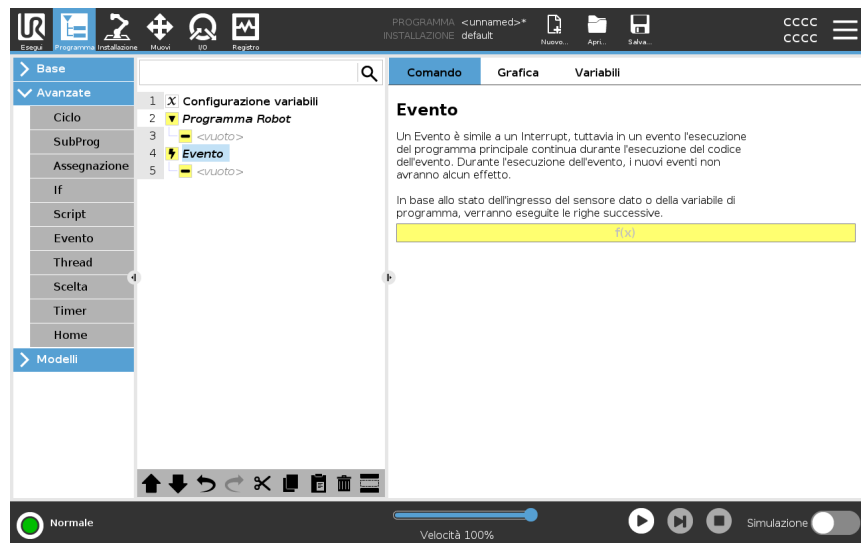 PROGRAMMA <unnamed>*
INSTALLAZIONE default
Esegui Programma Installazione Muovi I/O Registro
Nuovo... Apri... Salva...
cccc
cccc
Base
Avanzate
Ciclo
SubProg
Assegnazione
If
Script
Evento
Thread
Scelta
Timer
Home
Modelli
1 X Configurazione variabili
2 Programma Robot
3 <vuoto>
4 Evento
5 <vuoto>
Comando Grafica Variabili
Evento
Un Evento è simile a un Interrupt, tuttavia in un evento l'esecuzione
del programma principale continua durante l'esecuzione del codice
dell'evento. Durante l'esecuzione dell'evento, i nuovi eventi non
avranno alcun effetto.
In base allo stato dell'ingresso del sensore dato o della variabile di
programma, verranno eseguite le righe successive.
f(x)
Normale
Velocità 100%
Simulazione